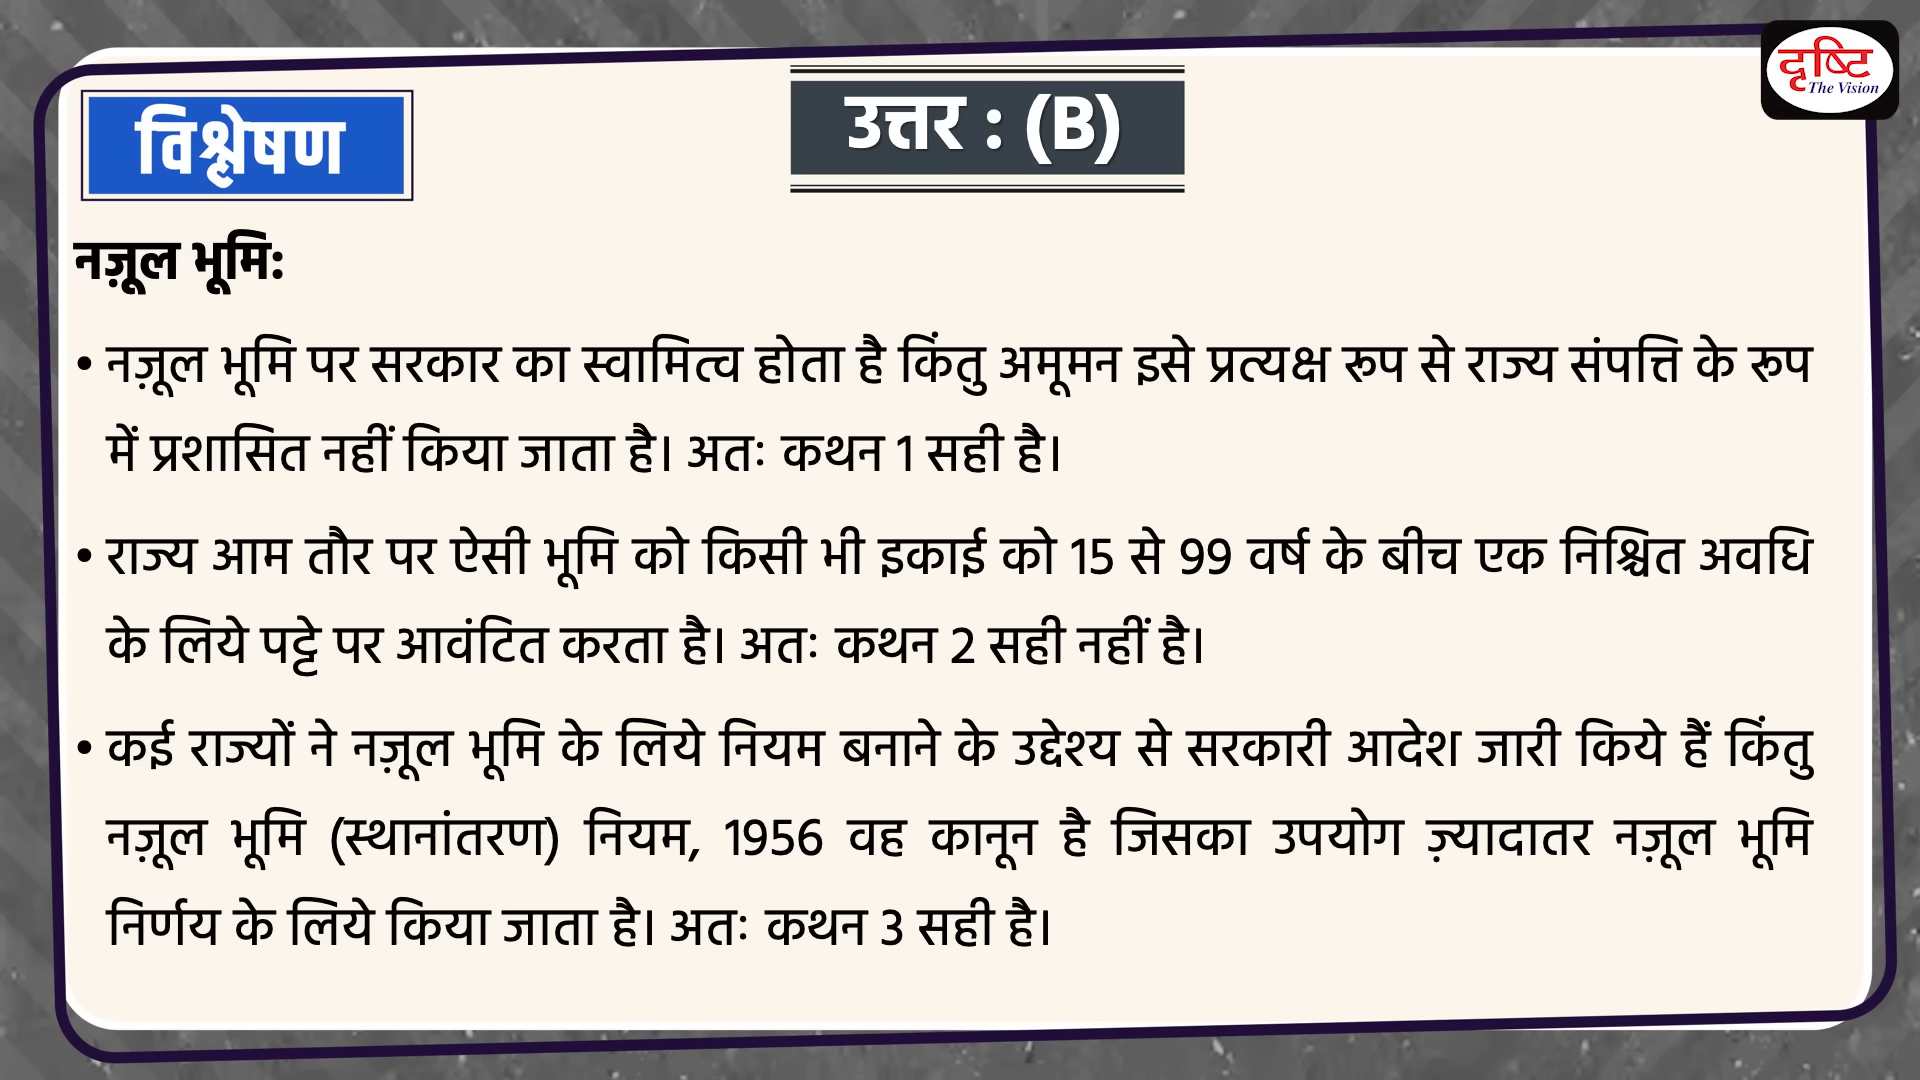 दृष्टि
The Vision
विश्लेषण
उत्तर : (B)
नज़ूल भूमि:
• नज़ूल भूमि पर सरकार का स्वामित्व होता है किंतु अमूमन इसे प्रत्यक्ष रूप से राज्य संपत्ति के रूप
में प्रशासित नहीं किया जाता है। अतः कथन 1 सही है।
• राज्य आम तौर पर ऐसी भूमि को किसी भी इकाई को 15 से 99 वर्ष के बीच एक निश्चित अवधि
के लिये पट्टे पर आवंटित करता है। अतः कथन 2 सही नहीं है।
• कई राज्यों ने नज़ूल भूमि के लिये नियम बनाने के उद्देश्य से सरकारी आदेश जारी किये हैं किंतु
नज़ूल भूमि (स्थानांतरण) नियम, 1956 वह कानून है जिसका उपयोग ज़्यादातर नज़ूल भूमि
निर्णय के लिये किया जाता है। अतः कथन 3 सही है।